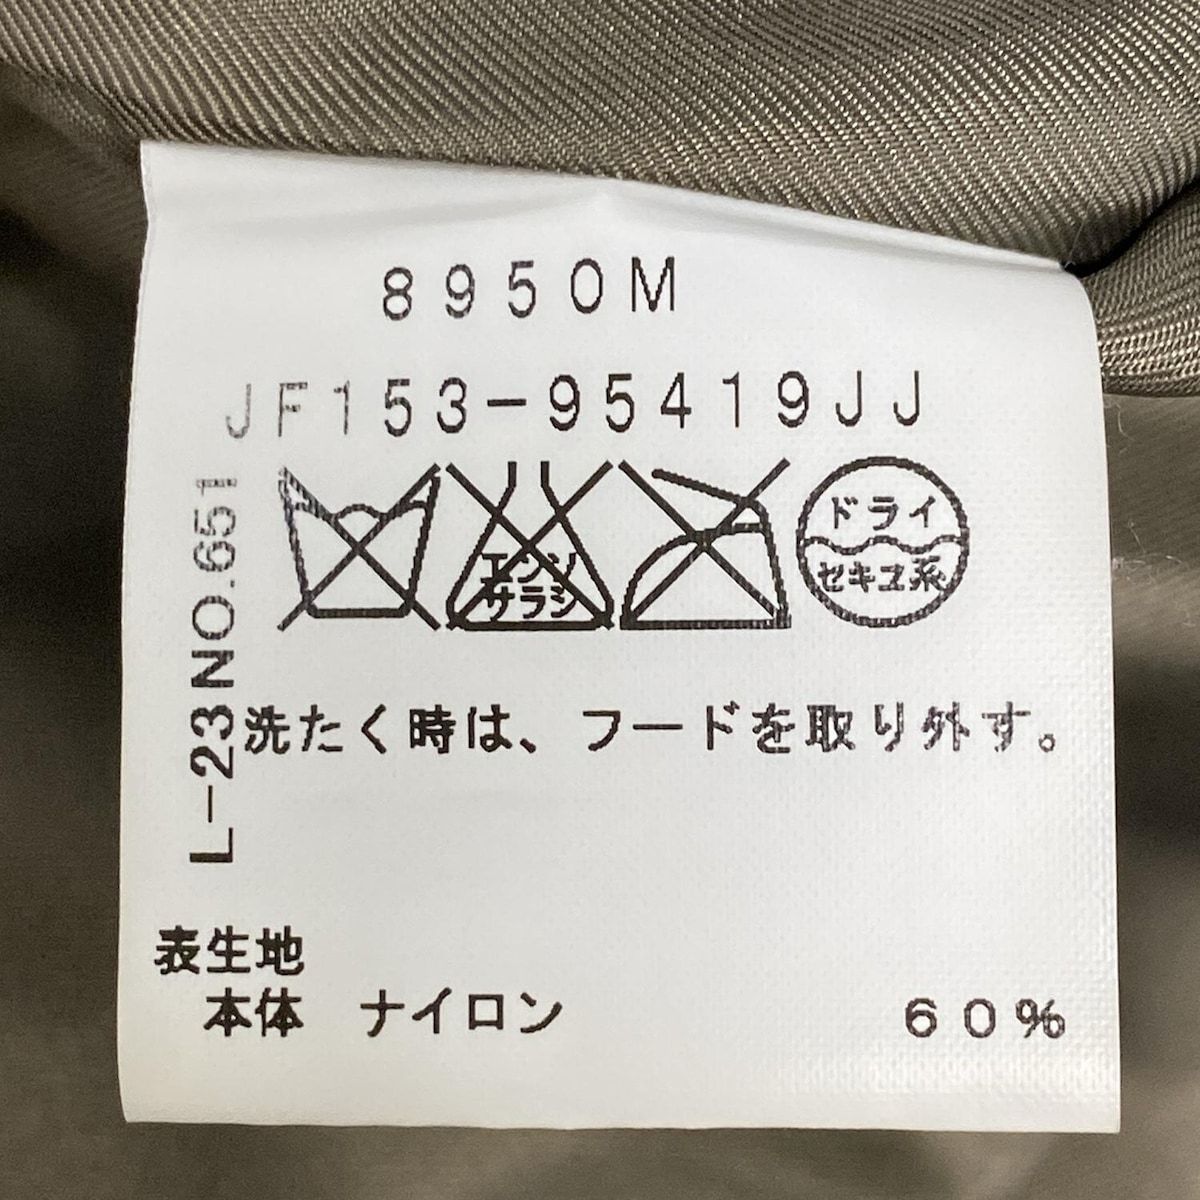 8950M
JF153-95419JJ
エンソ
サラシ
ドライ
セキユ系
L-23NO.651
洗たく時は、フードを取り外す。
表生地
本体 ナイロン 60%